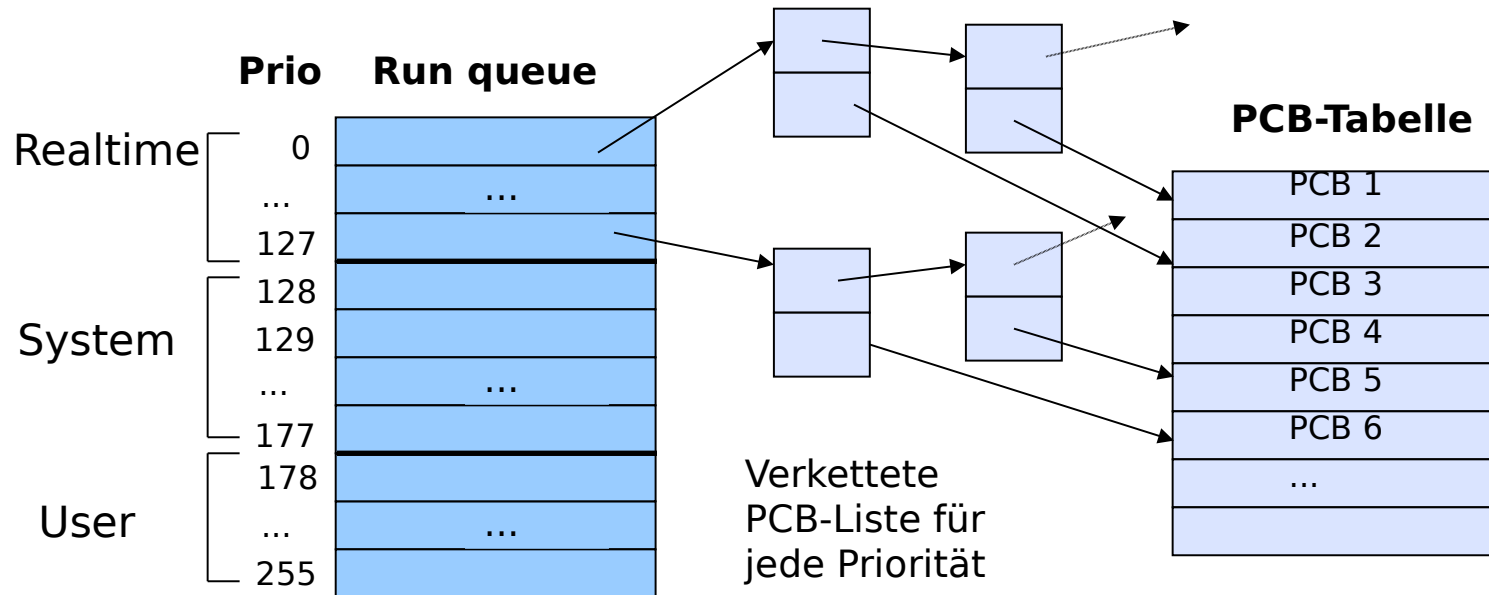 Prio Run queue
PCB-Tabelle
Realtime
0
...
...
127
System
128
129
...
...
177
User
178
...
...
255
Verkettete
PCB-Liste für
jede Priorität
PCB 1
PCB 2
PCB 3
PCB 4
PCB 5
PCB 6
...